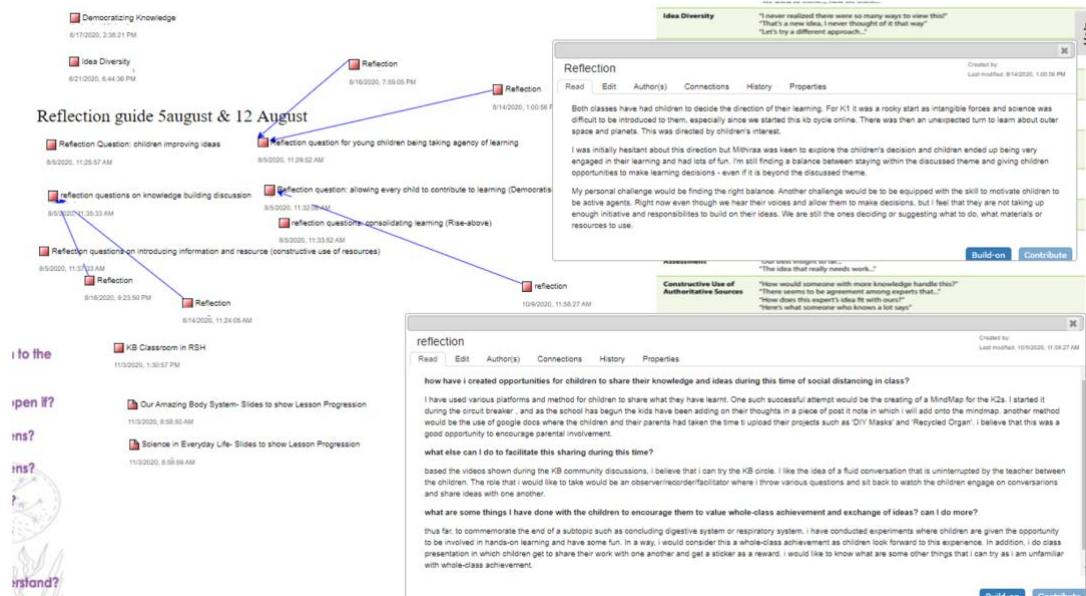 Democratizing Knowledge
8/17/2020, 2:38:21 PM
Idea Diversity
8/21/2020, 6:44:36 PM
Reflection
8/16/2020, 7:59:05 PM
Reflection
8/14/2020, 1:00:56 P
Reflection guide 5august & 12 August
Reflection Question: children improving ideas
8/5/2020, 11:25:57 AM
Reflection question for young children being taking agency of learning
8/5/2020, 11:29:52 AM
reflection questions on knowledge building discussion
8/5/2020, 11:35:33 AM
Reflection question: allowing every child to contribute to learning (Democratis
8/5/2020, 11:32:08 AM
reflection questions: consolidating learning (Rise-above)
8/5/2020, 11:33:52 AM
Reflection questions on introducing information and resource (constructive use of resources)
8/5/2020, 11:37:33 AM
Reflection
8/16/2020, 9:23:50 PM
Reflection
8/14/2020, 11:24:05 AM
reflection
10/9/2020, 11:58:27 AM
KB Classroom in RSH
11/3/2020, 1:30:57 PM
Our Amazing Body System- Slides to show Lesson Progression
11/3/2020, 8:58:50 AM
Science in Everyday Life- Slides to show Lesson Progression
11/3/2020, 8:58:59 AM
to the
pen if?
ens?
ens?
?
erstand?
Idea Diversity
"I never realized there were so many ways to view this!"
"That's a new idea, I never thought of it that way"
"Let's try a different approach..."
Reflection
Created by:
Last modified: 8/14/2020, 1:00:56 PM
Read Edit Author(s) Connections History Properties
Both classes have had children to decide the direction of their learning. For K1 it was a rocky start as intangible forces and science was
difficult to be introduced to them, especially since we started this kb cycle online. There was then an unexpected turn to learn about outer
space and planets. This was directed by children's interest.
I was initially hesitant about this direction but Mithiraa was keen to explore the children's decision and children ended up being very
engaged in their learning and had lots of fun. I'm still finding a balance between staying within the discussed theme and giving children
opportunities to make learning decisions - even if it is beyond the discussed theme.
My personal challenge would be finding the right balance. Another challenge would be to be equipped with the skill to motivate children to
be active agents. Right now even though we hear their voices and allow them to make decisions, but I feel that they are not taking up
enough initiative and responsibilites to build on their ideas. We are still the ones deciding or suggesting what to do, what materials or
resources to use.
Build-on Contribute
Assessment
"Our best insight so far..."
"The idea that really needs work..."
Constructive Use of
Authoritative Sources
"How would someone with more knowledge handle this?"
"There seems to be agreement among experts that..."
"How does this expert's idea fit with ours?"
"Here's what someone who knows a lot says"
reflection
Created by:
Last modified: 10/9/2020, 11:58:27 AM
Read Edit Author(s) Connections History Properties
how have i created opportunities for children to share their knowledge and ideas during this time of social distancing in class?
I have used various platforms and method for children to share what they have learnt. One such successful attempt would be the creating of a MindMap for the K2s. I started it
during the circuit breaker , and as the school has begun the kids have been adding on their thoughts in a piece of post it note in which i will add onto the mindmap. another method
would be the use of google docs where the children and their parents had taken the time ti upload their projects such as 'DIY Masks' and 'Recycled Organ'. i believe that this was a
good opportunity to encourage parental involvement.
what else can I do to facilitate this sharing during this time?
based the videos shown during the KB community discussions, i believe that i can try the KB circle. I like the idea of a fluid conversation that is uninterrupted by the teacher between
the children. The role that i would like to take would be an observer/recorder/facilitator where i throw various questions and sit back to watch the children engage on conversarions
and share ideas with one another.
what are some things I have done with the children to encourage them to value whole-class achievement and exchange of ideas? can I do more?
thus far, to commemorate the end of a subtopic such as concluding digestive system or respiratory system, i have conducted experiments where children are given the opportunity
to be involved in hands-on learning and have some fun. In a way, i would consider this a whole-class achievement as children look forward to this experience. In addition, i do class
presentation in which children get to share their work with one another and get a sticker as a reward. i would like to know what are some other things that i can try as i am unfamiliar
with whole-class achievement.
Build-on Contribute